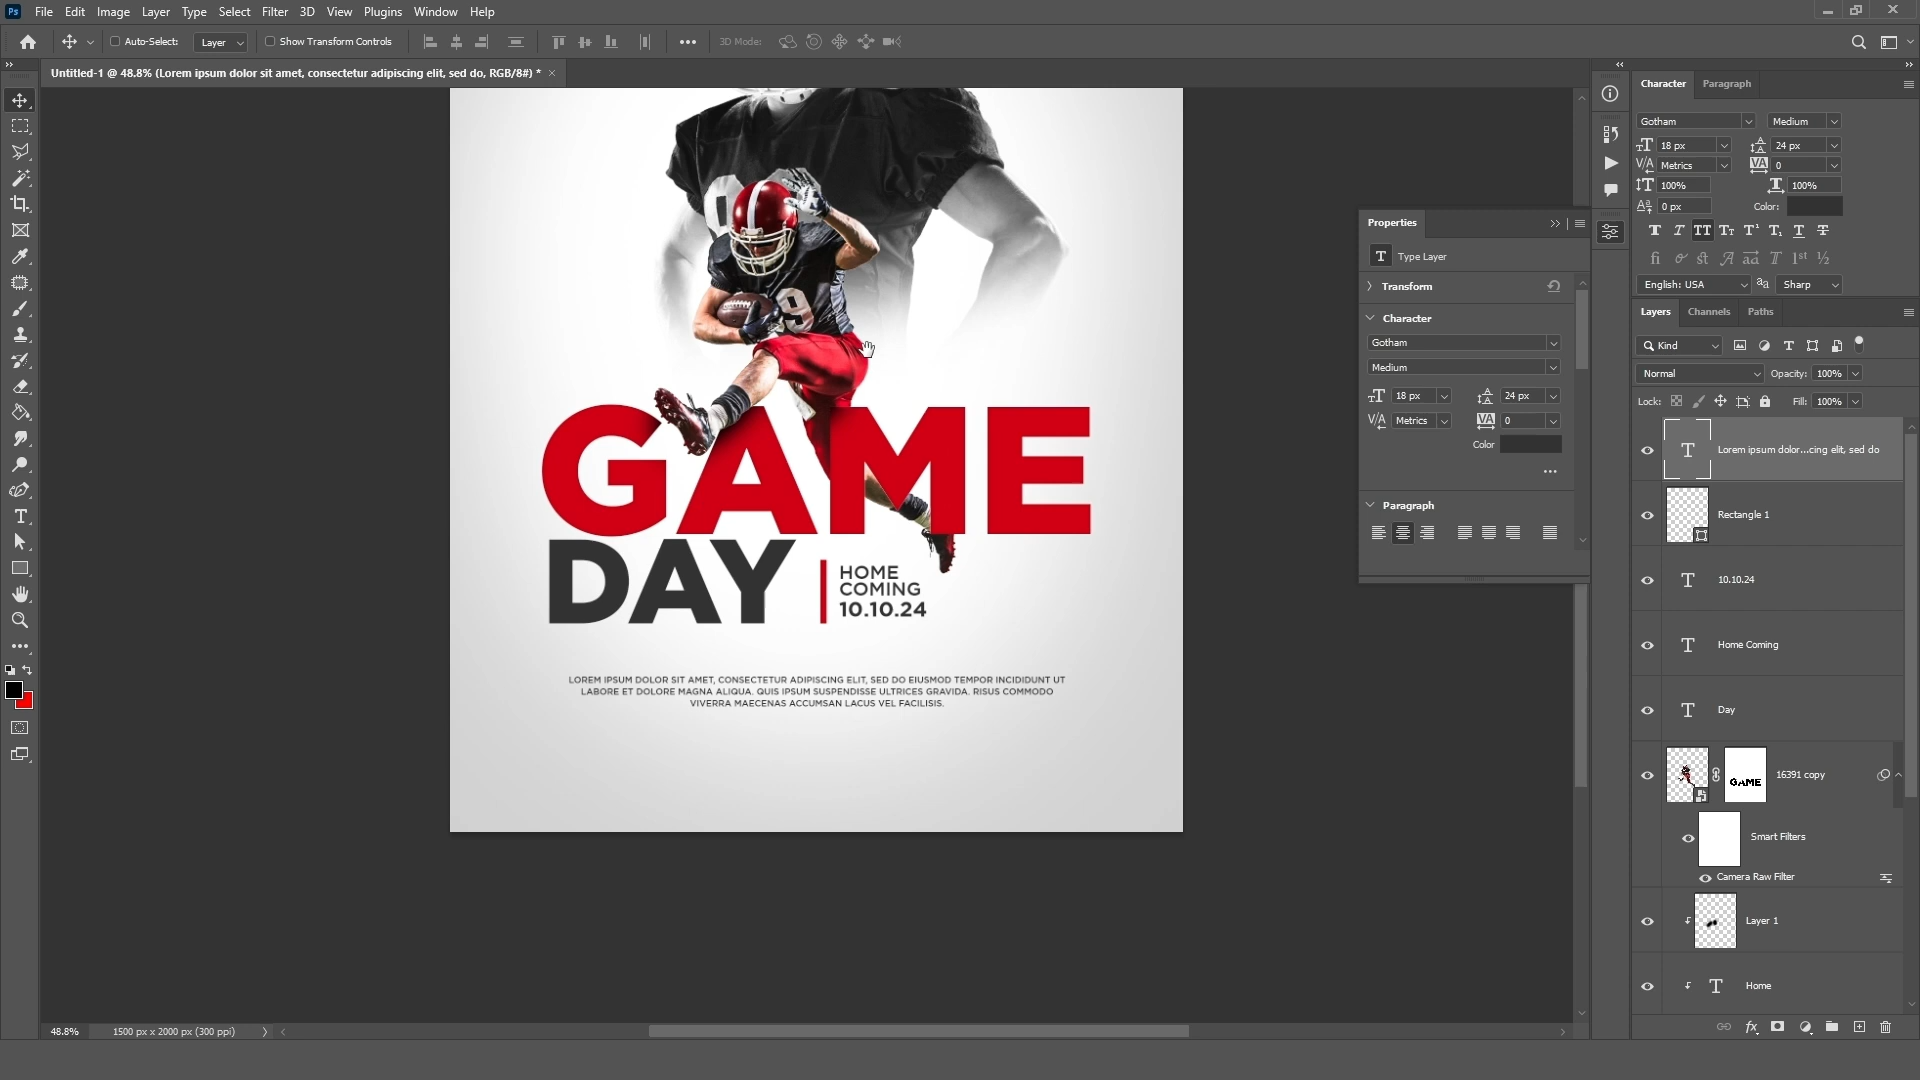 Ps File Edit Image Layer Type Select Filter 3D View Plugins Window Help
Auto-Select: Layer Show Transform Controls 3D Mode:
Untitled-1 @ 48.8% (Lorem ipsum dolor sit amet, consectetur adipiscing elit, sed do, RGB/8#) *
GAME
DAY
HOME
COMING
10.10.24
LOREM IPSUM DOLOR SIT AMET, CONSECTETUR ADIPISCING ELIT, SED DO EIUSMOD TEMPOR INCIDIDUNT UT
LABORE ET DOLORE MAGNA ALIQUA. QUIS IPSUM SUSPENDISSE ULTRICES GRAVIDA. RISUS COMMODO
VIVERRA MAECENAS ACCUMSAN LACUS VEL FACILISIS.
48.8% 1500 px x 2000 px (300 ppi)
Properties
Type Layer
Transform
Character
Gotham
Medium
18 px 24 px
Metrics 0
Color
Paragraph
Character Paragraph
Gotham Medium
18 px 24 px
Metrics 0
100% 100%
0 px Color:
English: USA Sharp
Layers Channels Paths
Kind
Normal Opacity: 100%
Lock: Fill: 100%
Lorem ipsum dolor...cing elit, sed do
Rectangle 1
10.10.24
Home Coming
Day
GAME 16391 copy
Smart Filters
Camera Raw Filter
Layer 1
Home